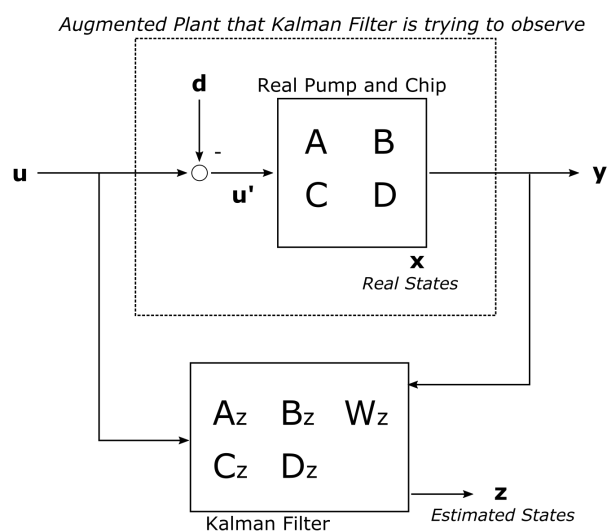 Augmented Plant that Kalman Filter is trying to observe
d
Real Pump and Chip
A B
-
u
u'
C D
y
x
Real States
Az Bz Wz
Cz Dz
z
Estimated States
Kalman Filter